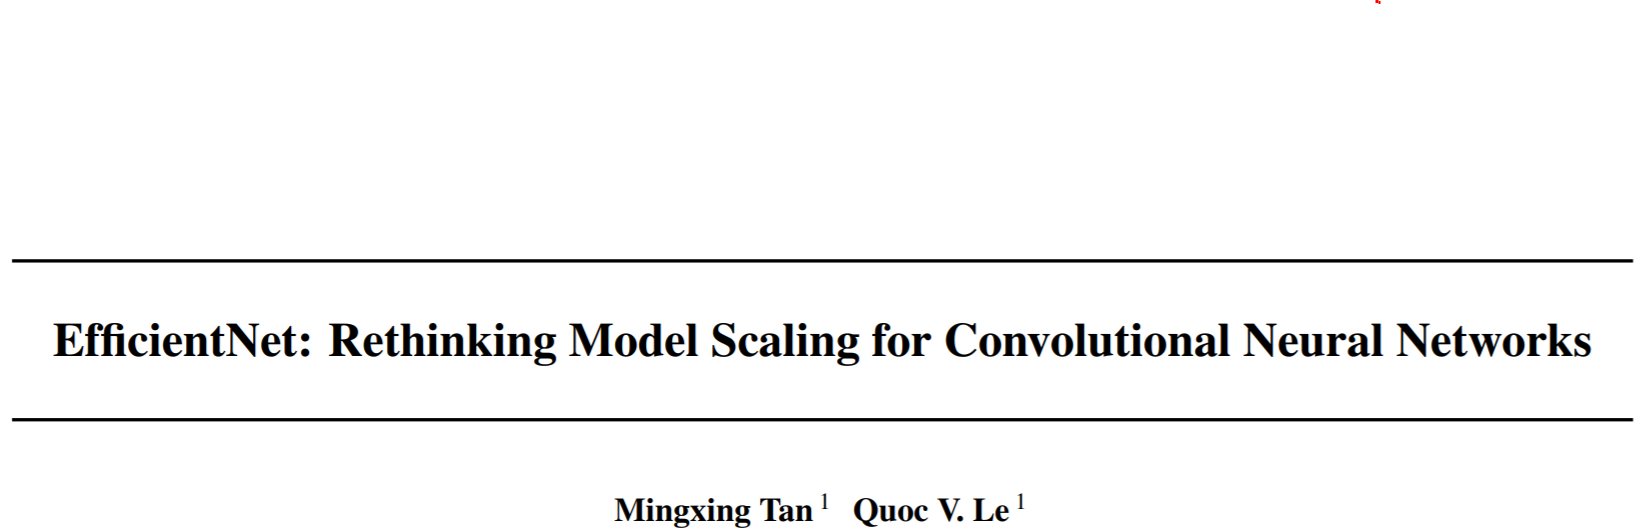 EfficientNet: Rethinking Model Scaling for Convolutional Neural Networks
Mingxing Tan 1 Quoc V. Le 1